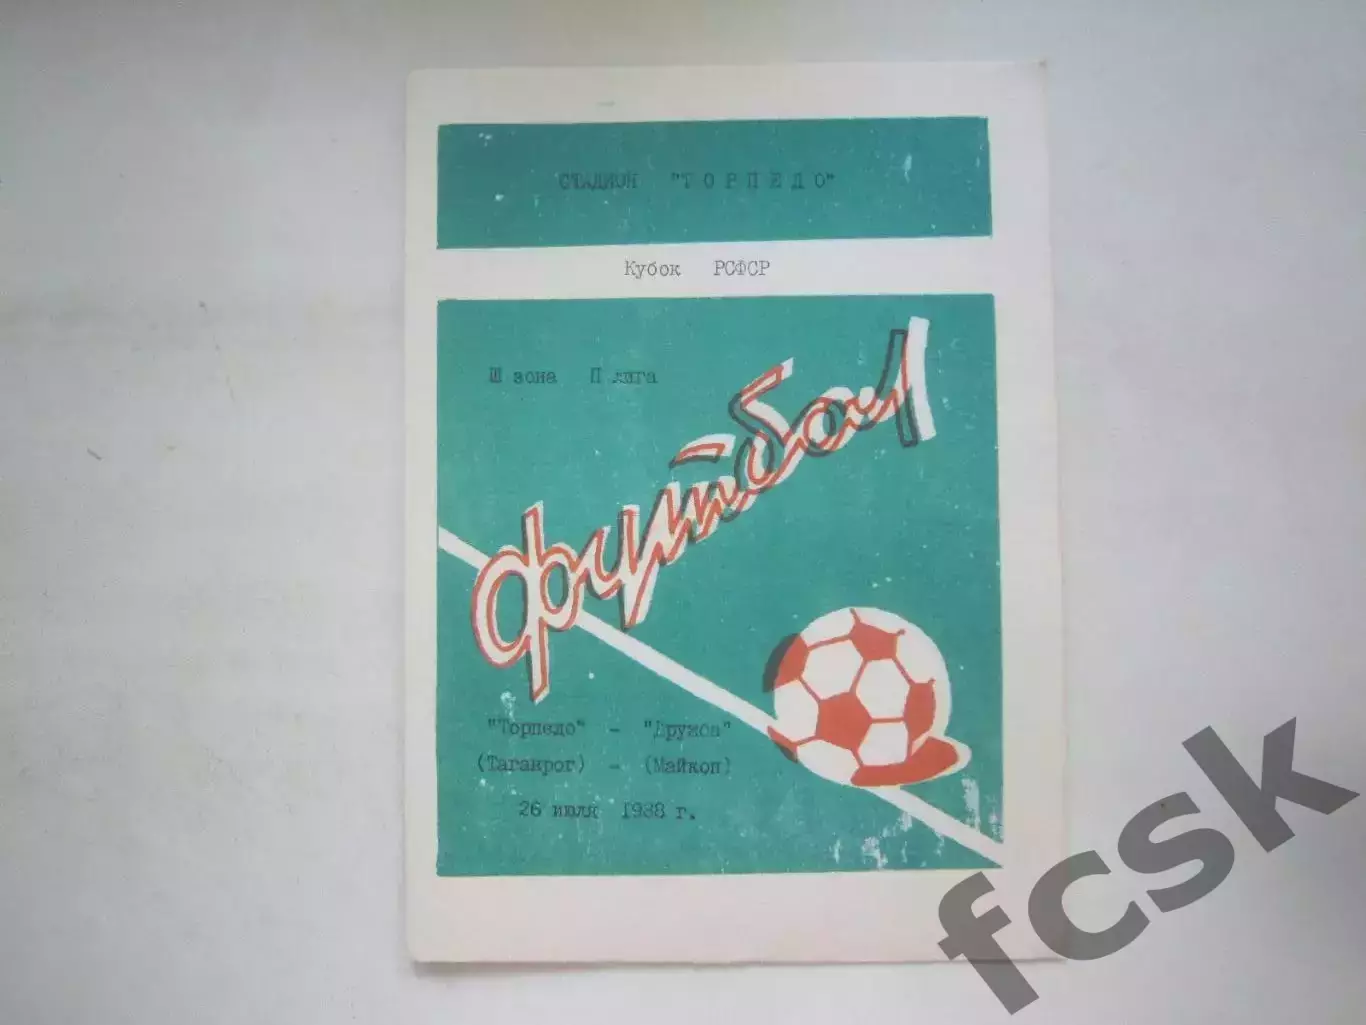 СТАДИОН "ТОРПЕДО"
Кубок РСФСР
Ш зона П лига
футбол
"Торпедо" - "Дружба"
(Таганрог) - (Майкоп)
26 июля 1988 г.
fcsk